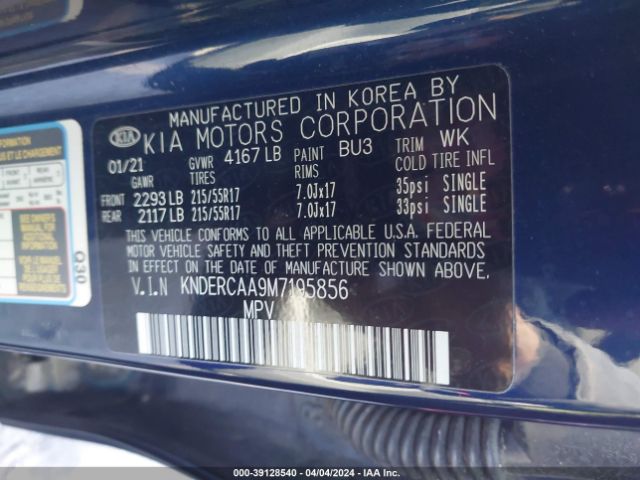 MANUFACTURED IN KOREA BY
KIA KIA MOTORS CORPORATION
01/21 GVWR 4167 LB PAINT BU3 TRIM WK
GAWR TIRES RIMS COLD TIRE INFL
FRONT 2293 LB 215/55R17 7.0Jx17 35psi SINGLE
REAR 2117 LB 215/55R17 7.0Jx17 33psi SINGLE
THIS VEHICLE CONFORMS TO ALL APPLICABLE U.S.A. FEDERAL
MOTOR VEHICLE SAFETY AND THEFT PREVENTION STANDARDS
IN EFFECT ON THE DATE OF MANUFACTURE SHOWN ABOVE.
V.I.N KNDERCAA9M7195856
MPV
Q30
000-39128540 - 04/04/2024 - IAAI.COM